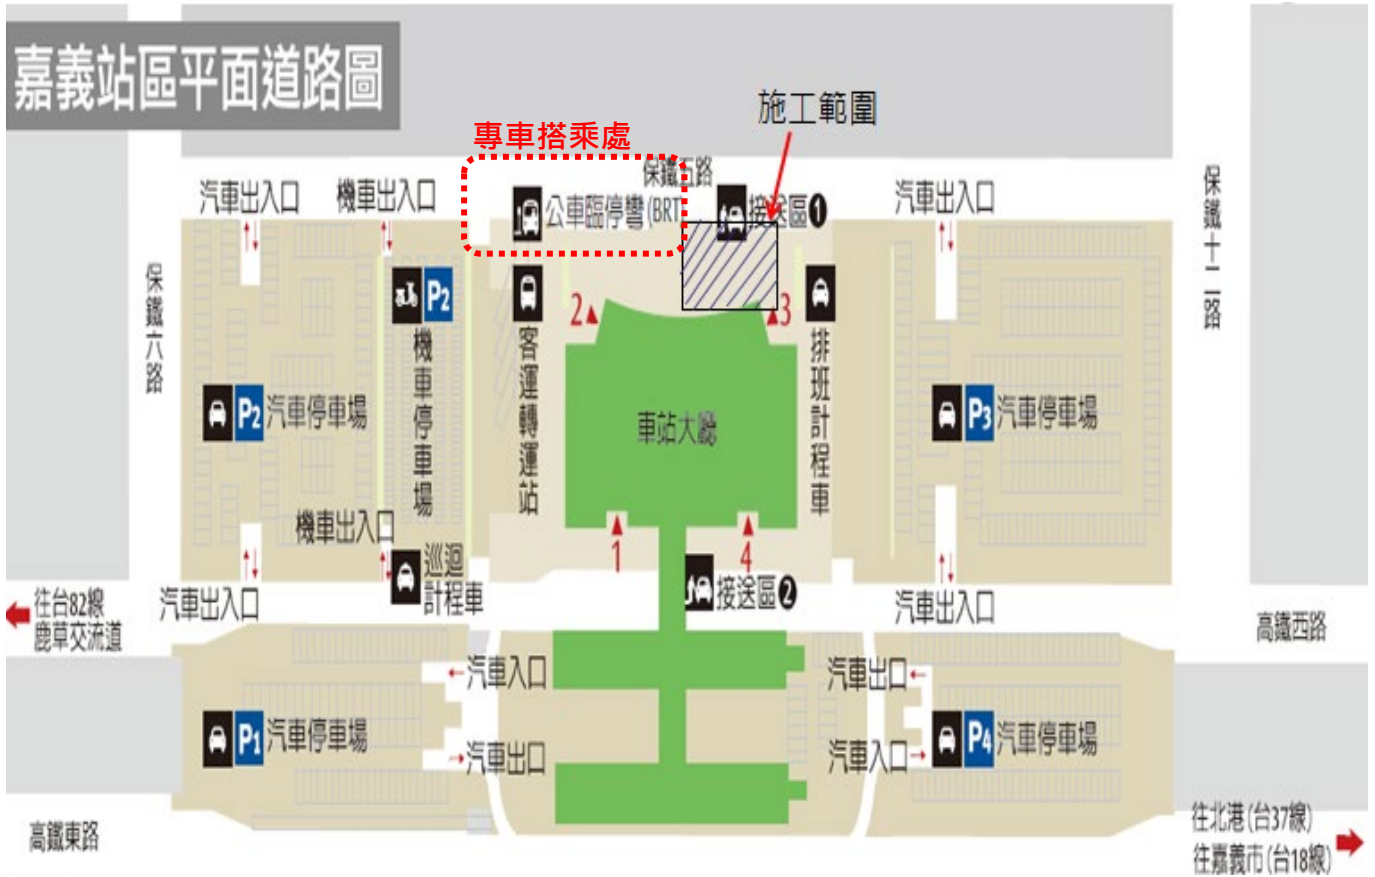 嘉義站區平面道路圖
施工範圍
專車搭乘處
保鐵五路
汽車出入口
機車出入口
公車臨停彎(BRT)
接送區❶
汽車出入口
保鐵十二路
保鐵六路
P2
機車停車場
客運轉運站
2
3
排班計程車
P2 汽車停車場
車站大廳
P3 汽車停車場
機車出入口
1
4
巡迴
計程車
接送區❷
汽車出入口
汽車出入口
往台82線
鹿草交流道
高鐵西路
汽車入口
汽車出口
P1 汽車停車場
汽車出口
汽車入口
P4 汽車停車場
高鐵東路
往北港(台37線)
往嘉義市(台18線)